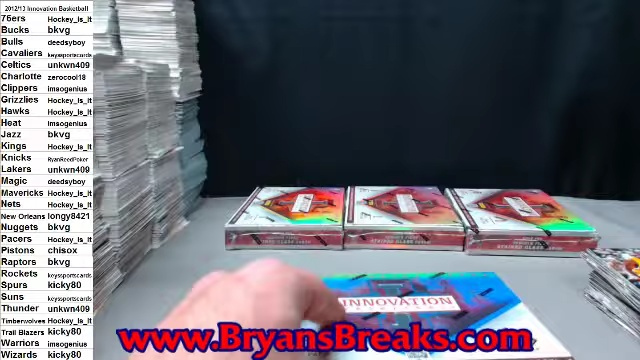 2012/13 Innovation Basketball
76ers Hockey_Is_It
Bucks bkvg
Bulls deedsyboy
Cavaliers keysportscards
Celtics unkwn409
Charlotte zerocool18
Clippers imsogenius
Grizzlies Hockey_Is_It
Hawks Hockey_Is_It
Heat imsogenius
Jazz bkvg
Kings Hockey_Is_It
Knicks RyanReedPoker
Lakers unkwn409
Magic deedsyboy
Mavericks Hockey_Is_It
Nets Hockey_Is_It
New Orleans longy8421
Nuggets bkvg
Pacers Hockey_Is_It
Pistons chisox
Raptors bkvg
Rockets keysportscards
Spurs kicky80
Suns keysportscards
Thunder unkwn409
Timberwolves Hockey_Is_It
Trail Blazers kicky80
Warriors imsogenius
Wizards kicky80
INNOVATION
www.BryansBreaks.com